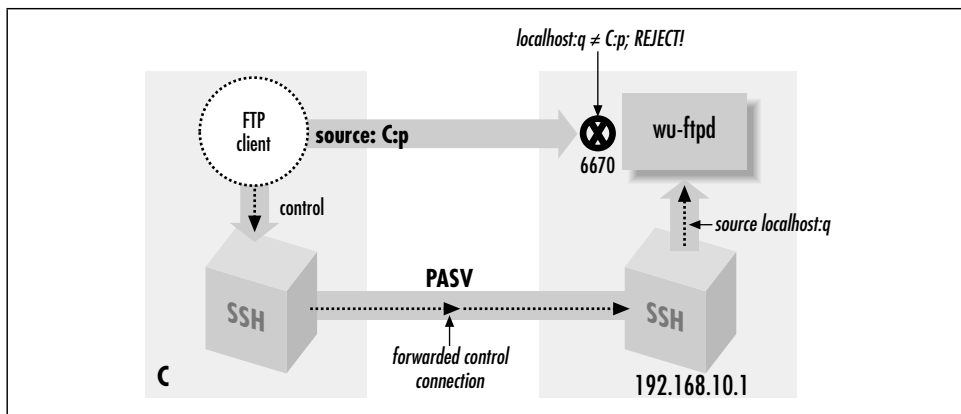 localhost:q ≠ C:p; REJECT!
FTP
client
source: C:p
wu-ftpd
6670
control
source localhost:q
PASV
SSH
SSH
forwarded control
connection
C
192.168.10.1